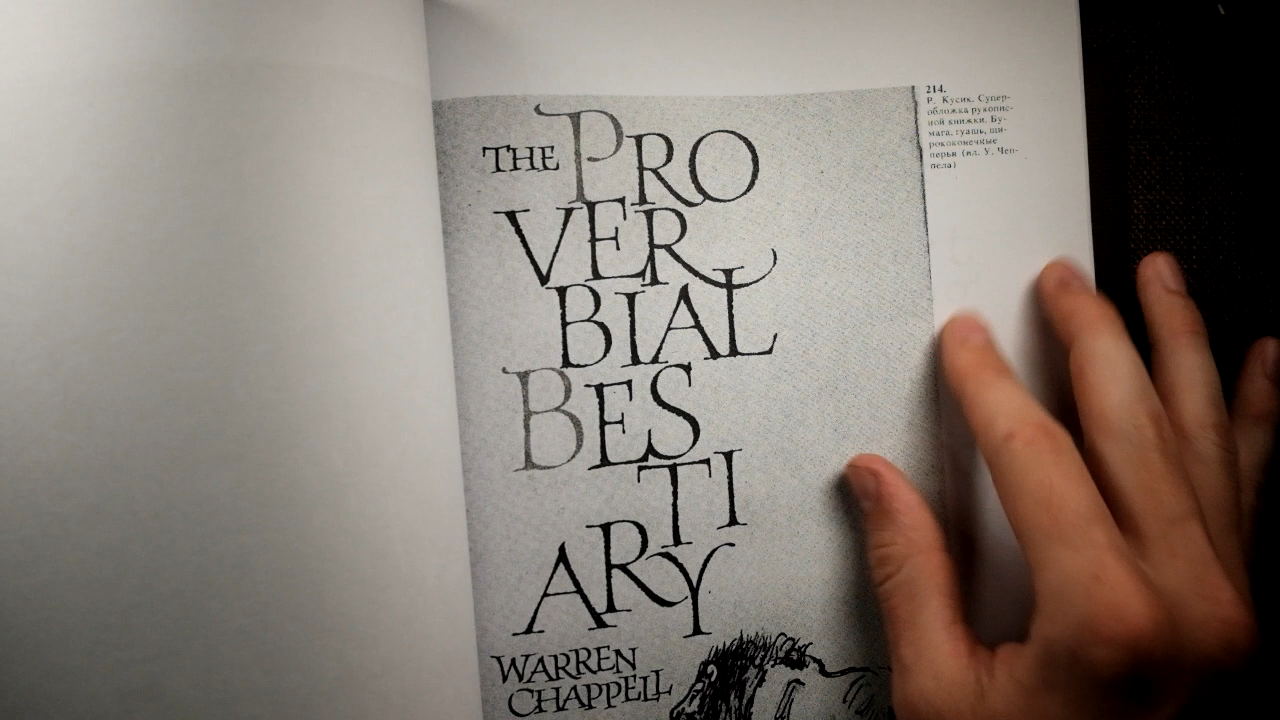 THE PRO
VER
BIAL
BES
TI
ARY
WARREN
CHAPPELL
214.
Р. Кусик. Супер-
обложка рукопис-
ной книжки. Бу-
мага, гуашь, ши-
рококонечные
перья (ил. У. Чеп-
пела)